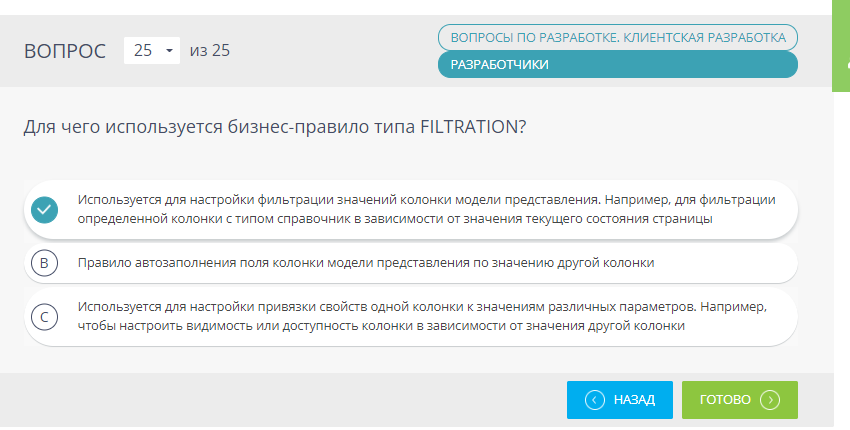 ВОПРОС 25 из 25
ВОПРОСЫ ПО РАЗРАБОТКЕ. КЛИЕНТСКАЯ РАЗРАБОТКА
РАЗРАБОТЧИКИ
Для чего используется бизнес-правило типа FILTRATION?
Используется для настройки фильтрации значений колонки модели представления. Например, для фильтрации
определенной колонки с типом справочник в зависимости от значения текущего состояния страницы
B Правило автозаполнения поля колонки модели представления по значению другой колонки
C Используется для настройки привязки свойств одной колонки к значениям различных параметров. Например,
чтобы настроить видимость или доступность колонки в зависимости от значения другой колонки
НАЗАД ГОТОВО